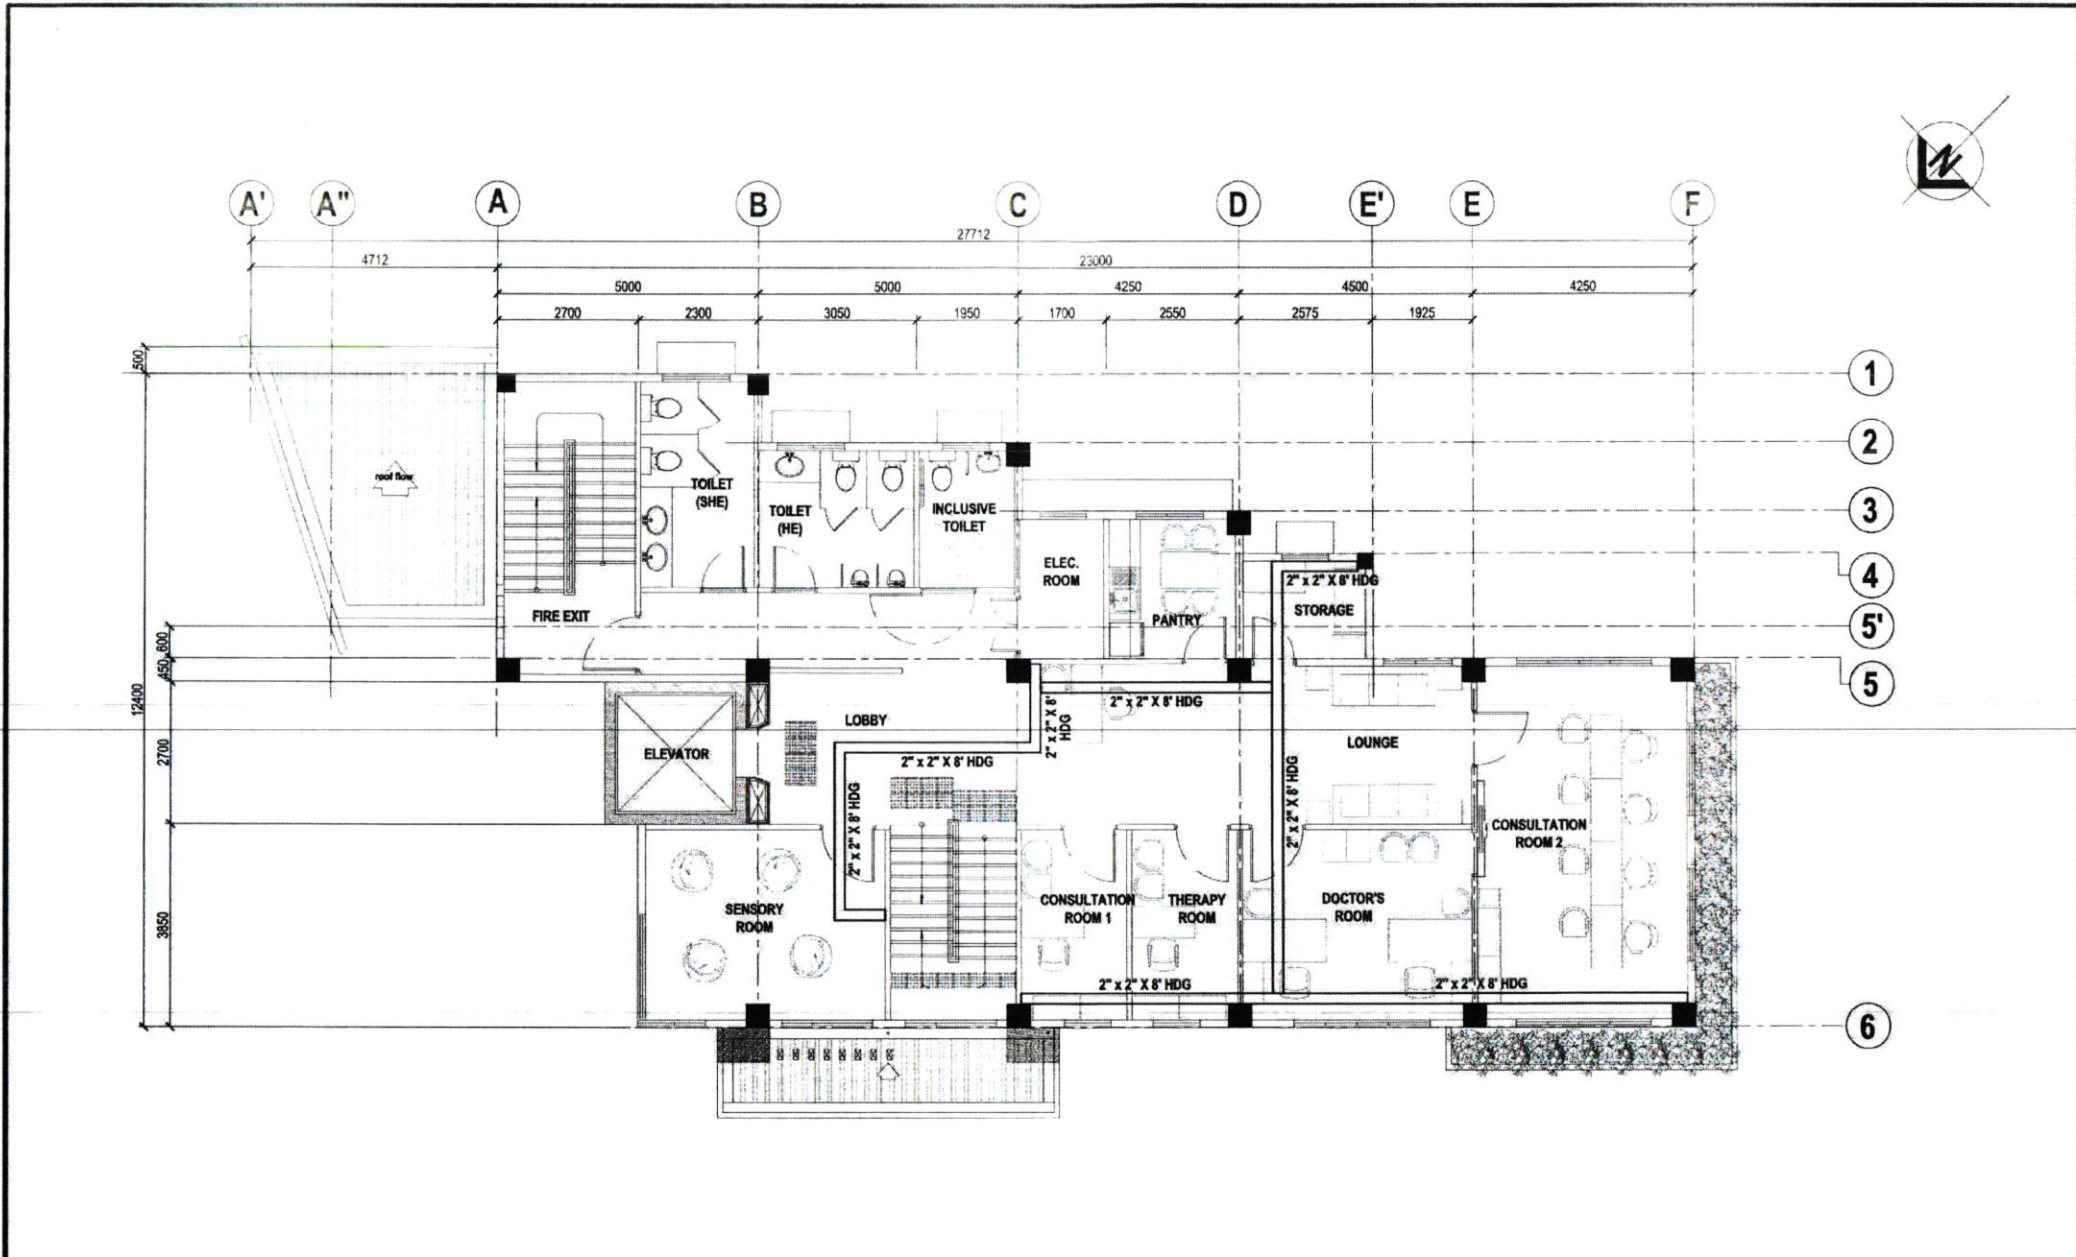 N
A' A" A B C D E' E F
27712
4712 23000
5000 5000 4250 4500 4250
2700 2300 3050 1950 1700 2550 2575 1925
500
1
2
roof flow
TOILET
(SHE)
TOILET
(HE)
INCLUSIVE
TOILET
3
ELEC.
ROOM
4
2" x 2" X 8' HDG
STORAGE
FIRE EXIT
PANTRY
5'
600
450
5
12400
2" x 2" X 8' HDG
2" x 2" X 8'
HDG
LOBBY
LOUNGE
ELEVATOR
2700
2" x 2" X 8' HDG
2" x 2" X 8' HDG
2" x 2" X 8' HDG
CONSULTATION
ROOM 2
SENSORY
ROOM
CONSULTATION
ROOM 1
THERAPY
ROOM
DOCTOR'S
ROOM
3850
2" x 2" X 8' HDG
2" x 2" X 8' HDG
6